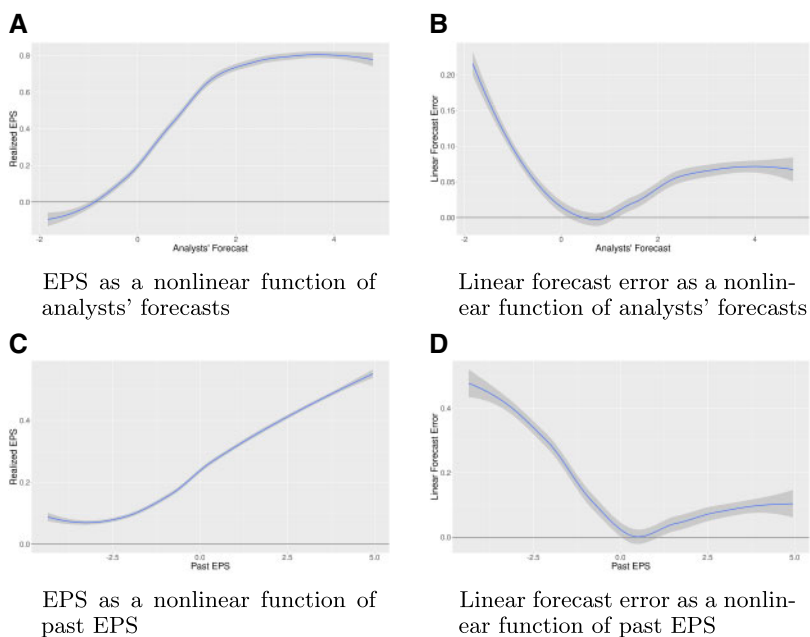 A
B
0.8
0.6
0.4
0.2
0.0
Realized EPS
-2
0
2
4
Analysts' Forecast
0.20
0.15
0.10
0.05
0.00
Linear Forecast Error
-2
0
2
4
Analysts' Forecast
EPS as a nonlinear function of
analysts' forecasts
Linear forecast error as a nonlin-
ear function of analysts' forecasts
C
D
0.4
0.2
0.0
Realized EPS
-2.5
0.0
2.5
5.0
Past EPS
0.4
0.2
0.0
Linear Forecast Error
-2.5
0.0
2.5
5.0
Past EPS
EPS as a nonlinear function of
past EPS
Linear forecast error as a nonlin-
ear function of past EPS